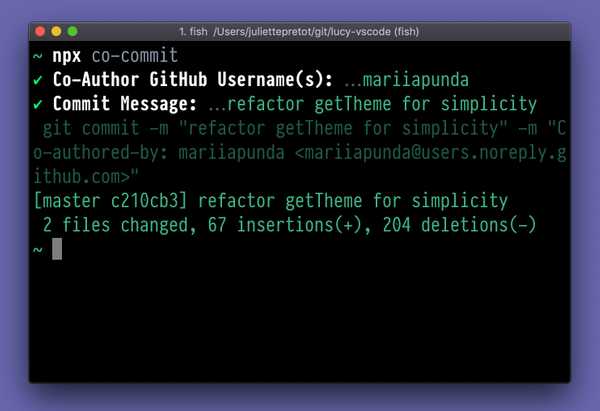 1. fish  /Users/juliettepretot/git/lucy-vscode (fish)
~ npx co-commit
✔ Co-Author GitHub Username(s): …mariiapunda
✔ Commit Message: …refactor getTheme for simplicity
git commit -m "refactor getTheme for simplicity" -m "C
o-authored-by: mariiapunda <mariiapunda@users.noreply.g
ithub.com>"
[master c210cb3] refactor getTheme for simplicity
2 files changed, 67 insertions(+), 204 deletions(-)
~